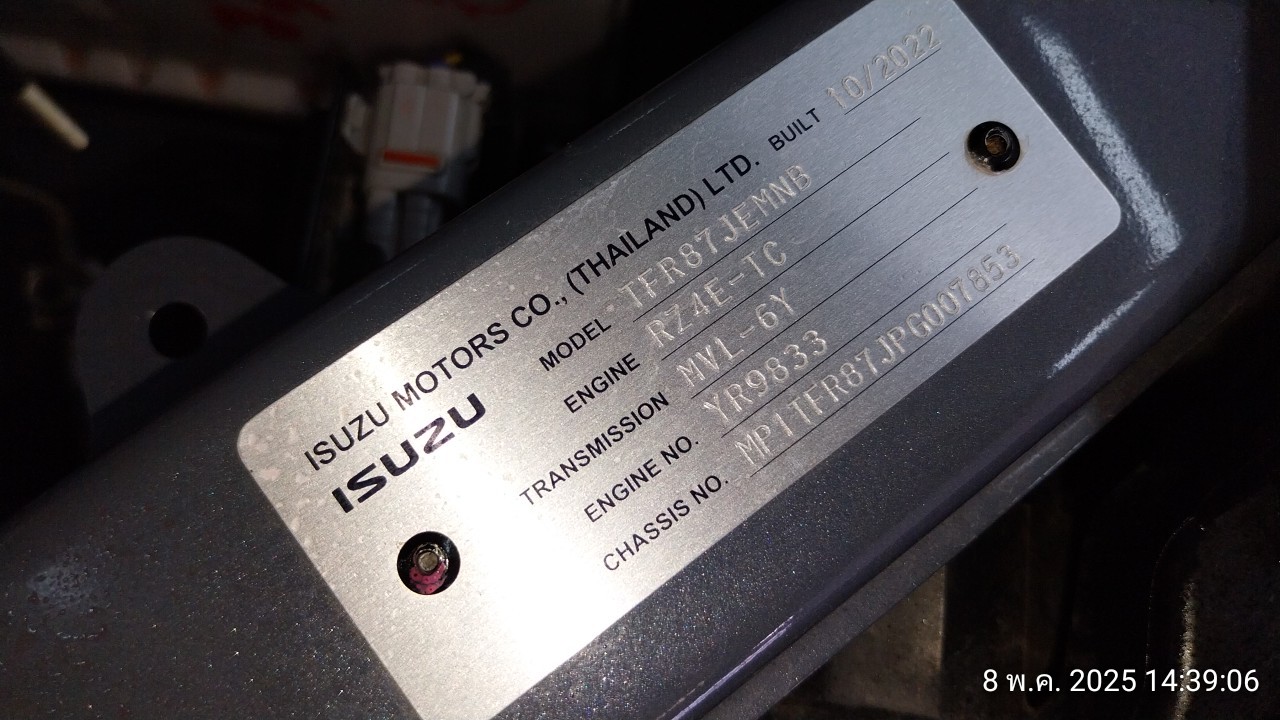 ISUZU MOTORS CO., (THAILAND) LTD. BUILT 10/2022
ISUZU
MODEL TFR87JEMNB
ENGINE RZ4E-TC
TRANSMISSION MVL-6Y
ENGINE NO. YR9833
CHASSIS NO. MP1TFR87JPG007853
8 พ.ค. 2025 14:39:06